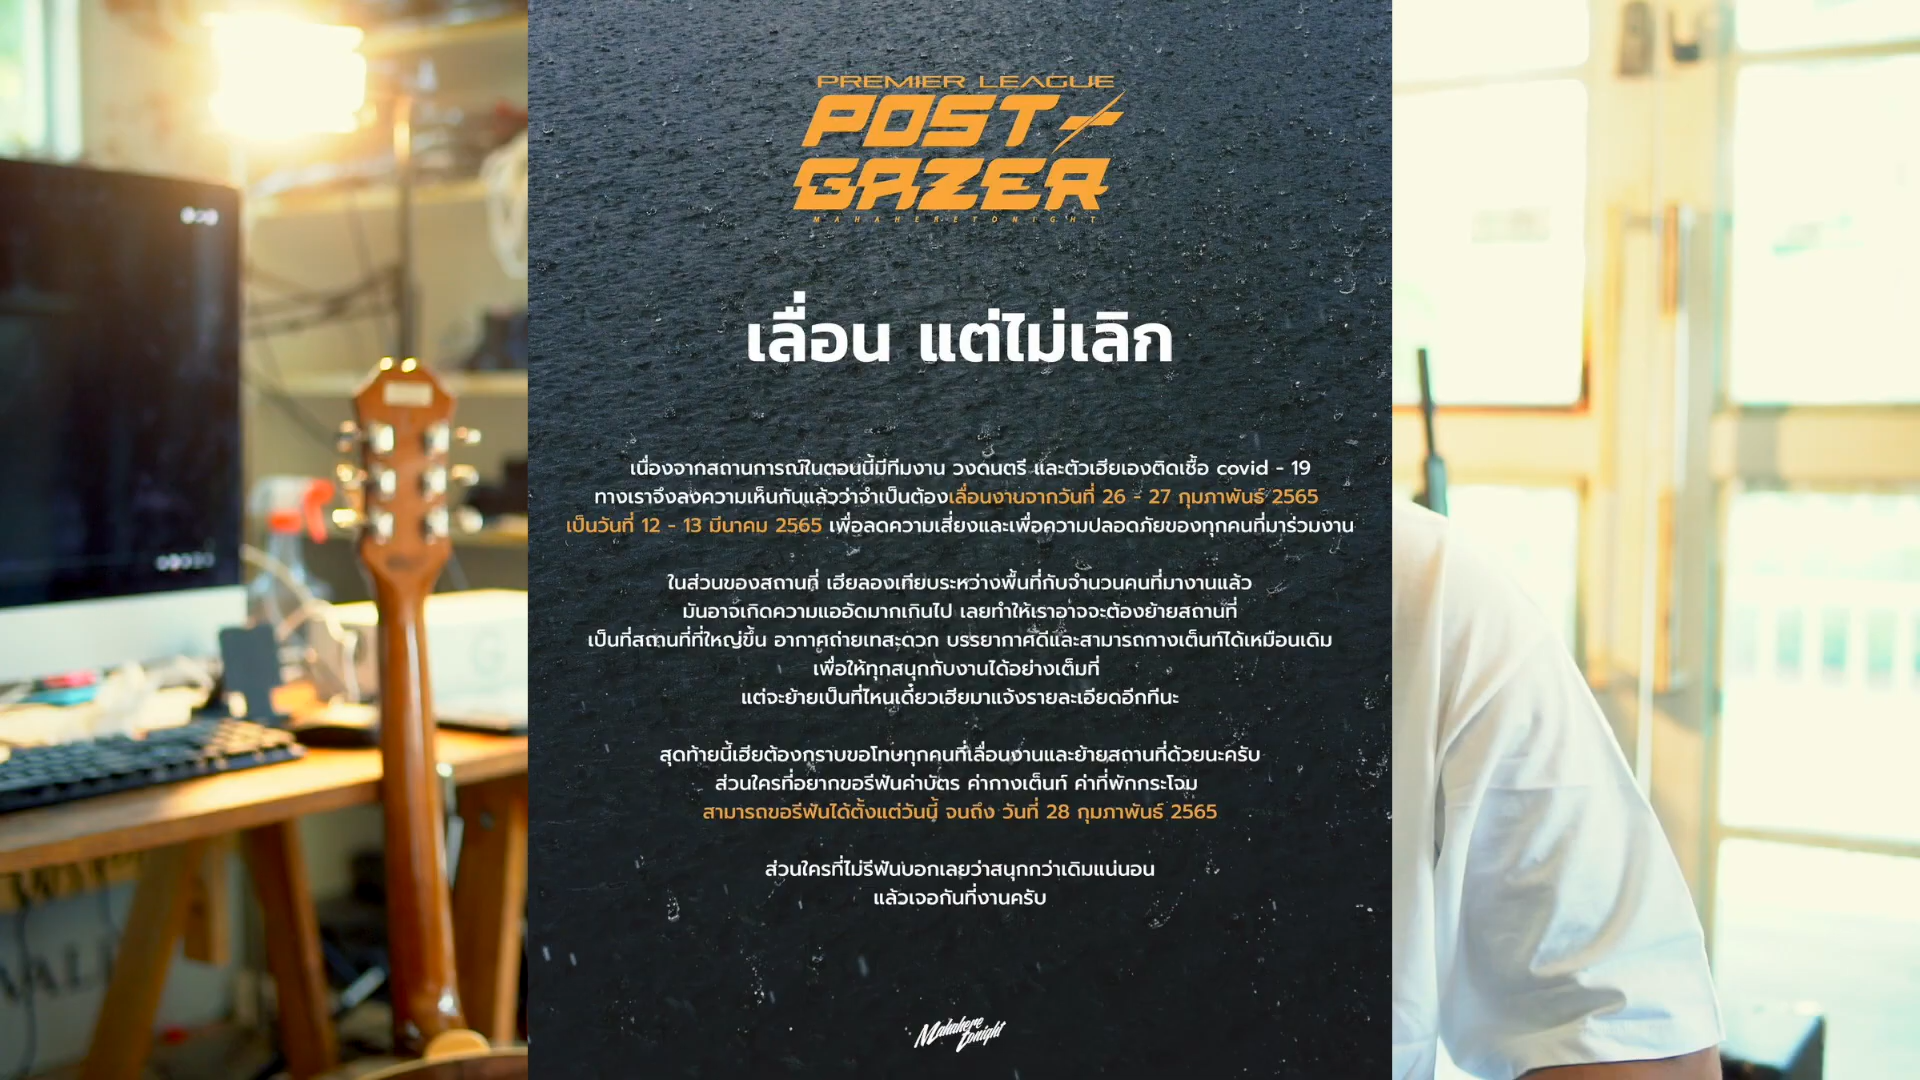 PREMIER LEAGUE
POST
GAZER
MAHAHERETONIGHT
เลื่อน แต่ไม่เลิก
เนื่องจากสถานการณ์ในตอนนี้มีทีมงาน วงดนตรี และตัวเฮียเองติดเชื้อ covid - 19
ทางเราจึงลงความเห็นกันแล้วว่าจำเป็นต้องเลื่อนงานจากวันที่ 26 - 27 กุมภาพันธ์ 2565
เป็นวันที่ 12 - 13 มีนาคม 2565 เพื่อลดความเสี่ยงและเพื่อความปลอดภัยของทุกคนที่มาร่วมงาน
ในส่วนของสถานที่ เฮียลองเทียบระหว่างพื้นที่กับจำนวนคนที่มางานแล้ว
มันอาจเกิดความแออัดมากเกินไป เลยทำให้เราอาจจะต้องย้ายสถานที่
เป็นที่สถานที่ที่ใหญ่ขึ้น อากาศถ่ายเทสะดวก บรรยากาศดีและสามารถกางเต็นท์ได้เหมือนเดิม
เพื่อให้ทุกสนุกกับงานได้อย่างเต็มที่
แต่จะย้ายเป็นที่ไหนเดี๋ยวเฮียมาแจ้งรายละเอียดอีกทีนะ
สุดท้ายนี้เฮียต้องกราบขอโทษทุกคนที่เลื่อนงานและย้ายสถานที่ด้วยนะครับ
ส่วนใครที่อยากขอรีฟันค่าบัตร ค่ากางเต็นท์ ค่าที่พักกระโจม
สามารถขอรีฟันได้ตั้งแต่วันนี้ จนถึง วันที่ 28 กุมภาพันธ์ 2565
ส่วนใครที่ไม่รีฟันบอกเลยว่าสนุกกว่าเดิมแน่นอน
แล้วเจอกันที่งานครับ
Mahahere
tonight